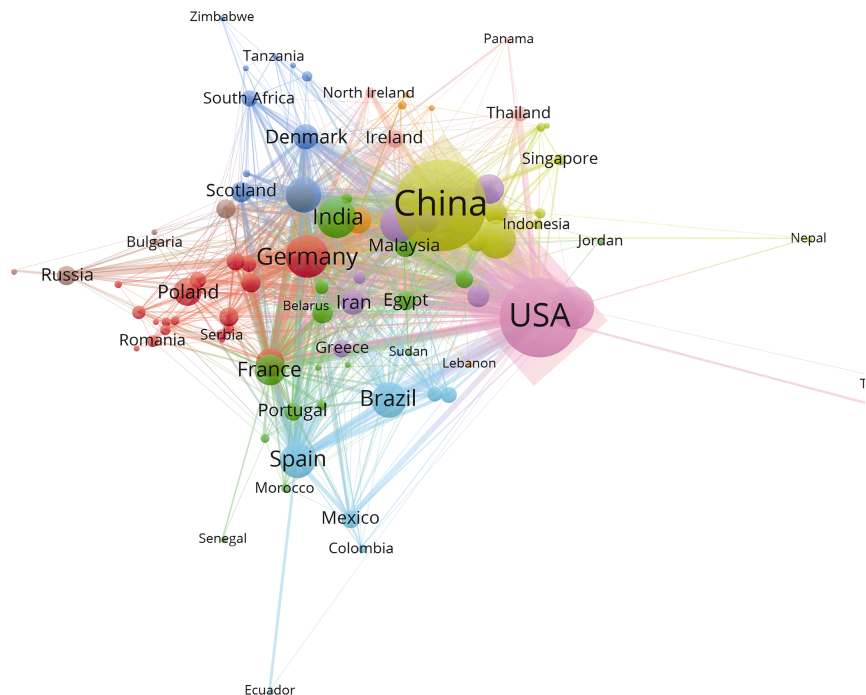 Zimbabwe
Panama
Tanzania
North Ireland
South Africa
Thailand
Denmark
Ireland
Singapore
Scotland
China
India
Indonesia
Bulgaria
Malaysia
Jordan
Nepal
Germany
Russia
Poland
Belarus
Iran
Egypt
USA
Romania
Serbia
Greece
Sudan
Lebanon
France
T
Brazil
Portugal
Spain
Morocco
Mexico
Senegal
Colombia
Ecuador